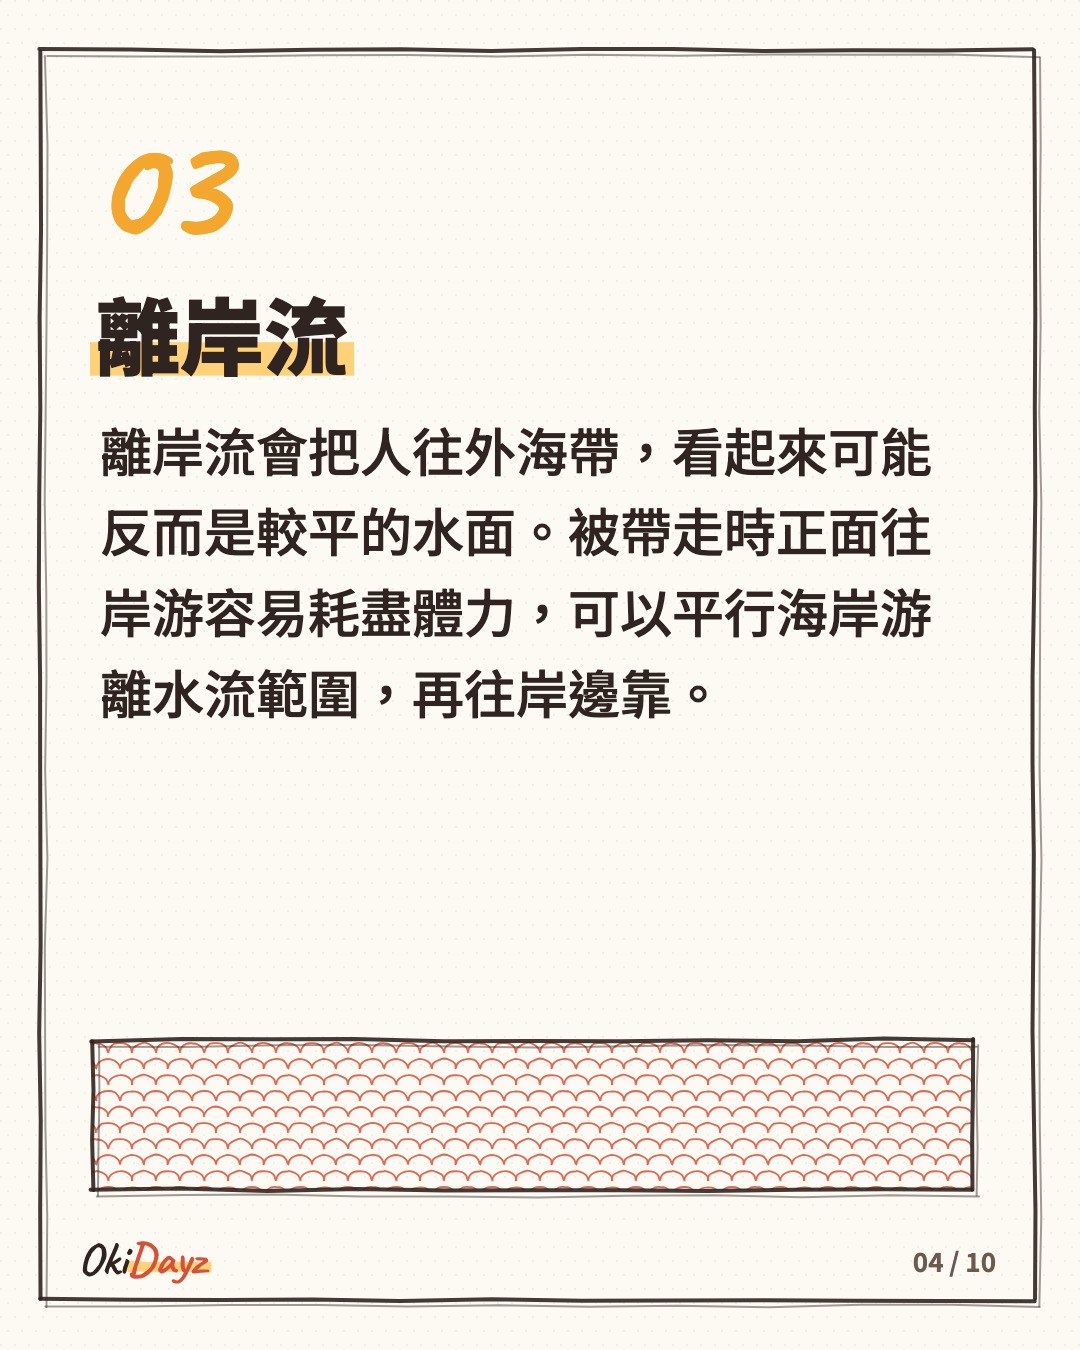 03
離岸流
離岸流會把人往外海帶，看起來可能
反而是較平的水面。被帶走時正面往
岸游容易耗盡體力，可以平行海岸游
離水流範圍，再往岸邊靠。
OkiDayz
04 / 10